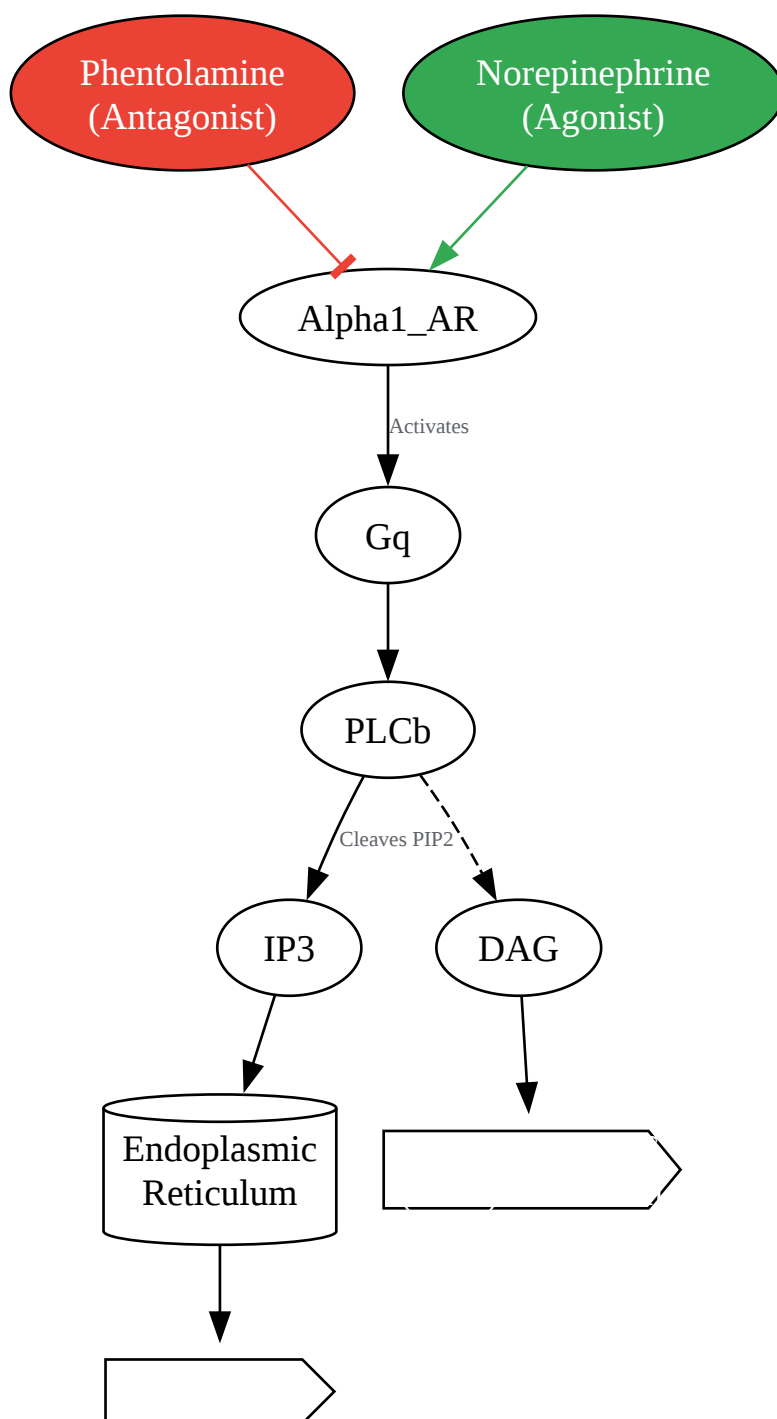 Phentolamine
(Antagonist)
Norepinephrine
(Agonist)
Alpha1_AR
Activates
Gq
PLCb
Cleaves PIP2
IP3
DAG
Endoplasmic
Reticulum